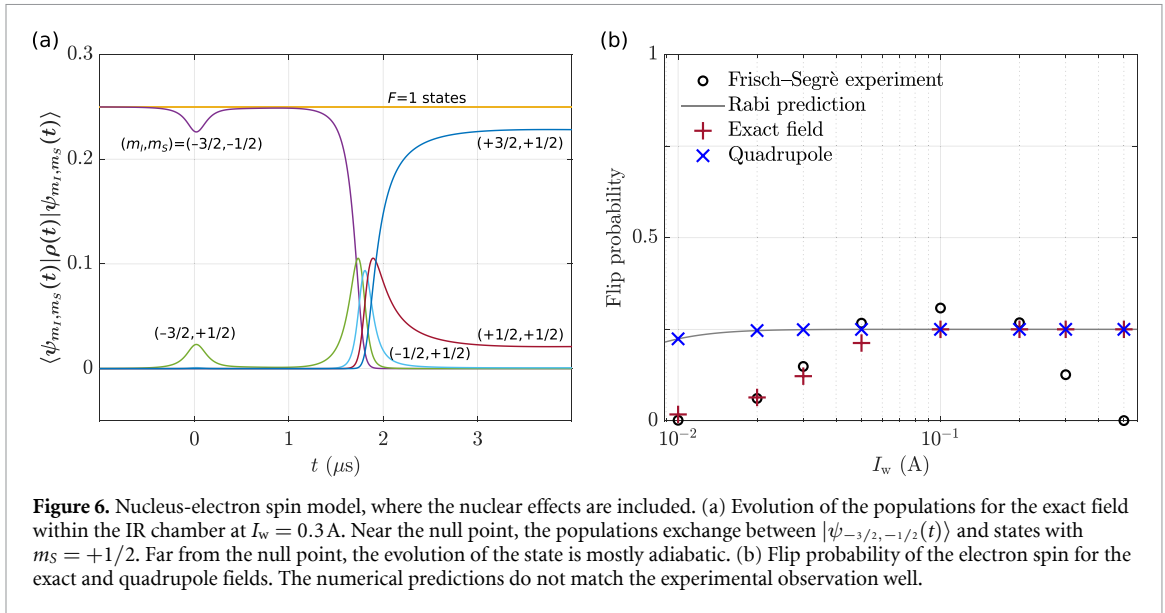 (a)
0.3
0.2
0.1
0
0
1
2
3
t (μs)
⟨ψ_{m_I,m_S}(t)|ρ(t)|ψ_{m_I,m_S}(t)⟩
F=1 states
(m_I,m_S)=(–3/2,–1/2)
(+3/2,+1/2)
(–3/2,+1/2)
(+1/2,+1/2)
(–1/2,+1/2)
(b)
1
0.5
0
Flip probability
Frisch–Segrè experiment
Rabi prediction
Exact field
Quadrupole
10⁻²
10⁻¹
I_w (A)
Figure 6. Nucleus-electron spin model, where the nuclear effects are included. (a) Evolution of the populations for the exact field
within the IR chamber at I_w = 0.3 A. Near the null point, the populations exchange between |ψ_{−3/2,−1/2}(t)⟩ and states with
m_S = +1/2. Far from the null point, the evolution of the state is mostly adiabatic. (b) Flip probability of the electron spin for the
exact and quadrupole fields. The numerical predictions do not match the experimental observation well.